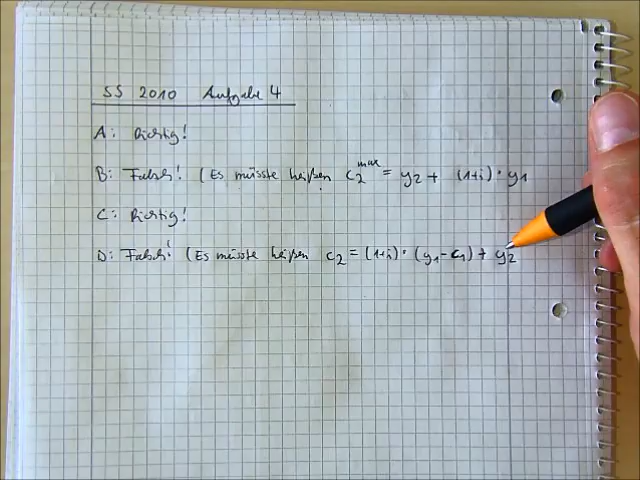 SS 2010 Aufgabe 4
A: Richtig!
B: Falsch! (Es müsste heißen c₂ᵐᵃˣ = y₂ + (1+i) · y₁
C: Richtig!
D: Falsch! (Es müsste heißen c₂ = (1+i) · (y₁ - c₁) + y₂